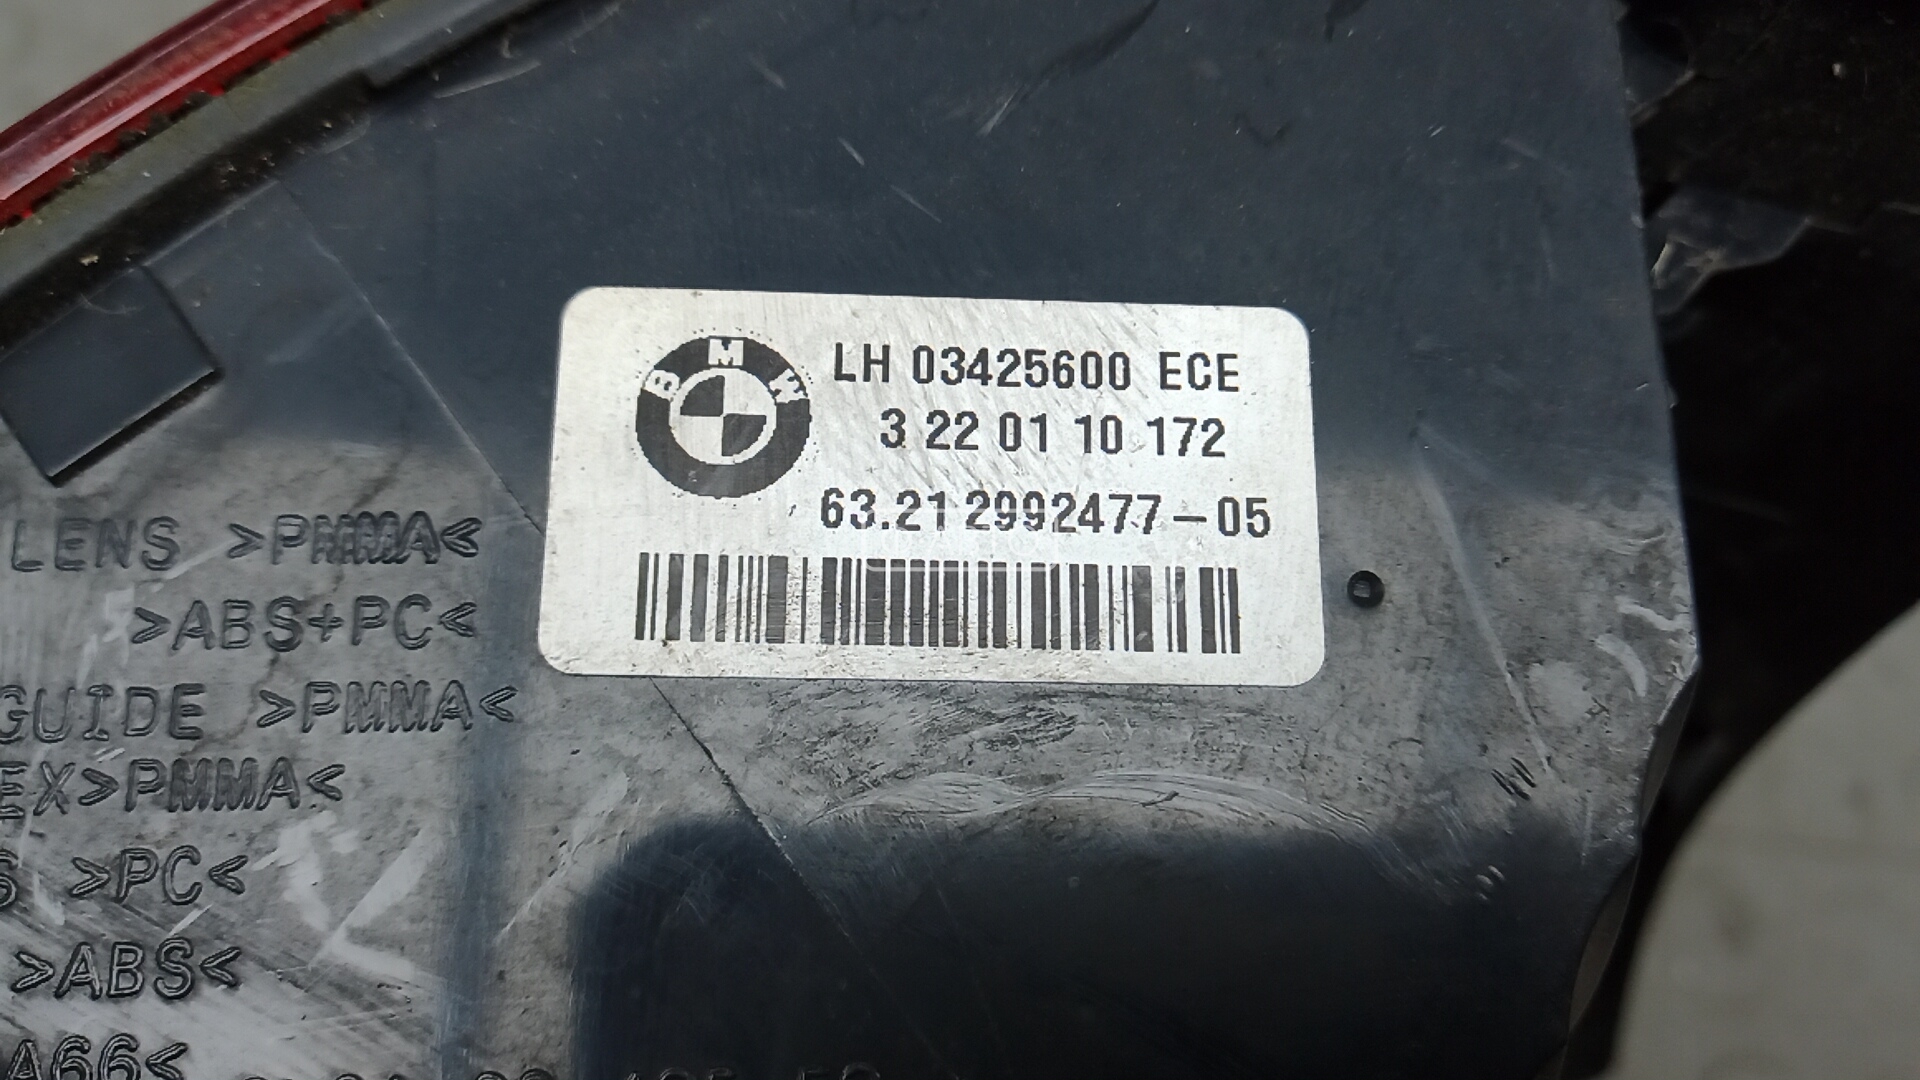 BMW
LH 03425600 ECE
3 22 01 10 172
63.21 2992477-05
LENS >PMMA<
>ABS+PC<
GUIDE >PMMA<
EX>PMMA<
S >PC<
>ABS<
A66<